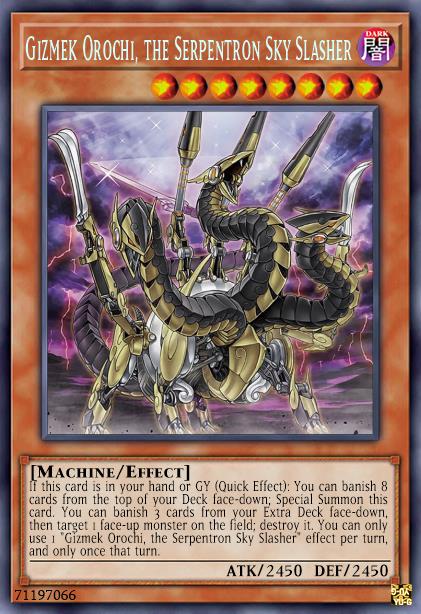 Gizmek Orochi, the Serpentron Sky Slasher
DARK
闇
[Machine/Effect]
If this card is in your hand or GY (Quick Effect): You can banish 8
cards from the top of your Deck face-down; Special Summon this
card. You can banish 3 cards from your Extra Deck face-down,
then target 1 face-up monster on the field; destroy it. You can only
use 1 "Gizmek Orochi, the Serpentron Sky Slasher" effect per turn,
and only once that turn.
ATK/2450 DEF/2450
71197066